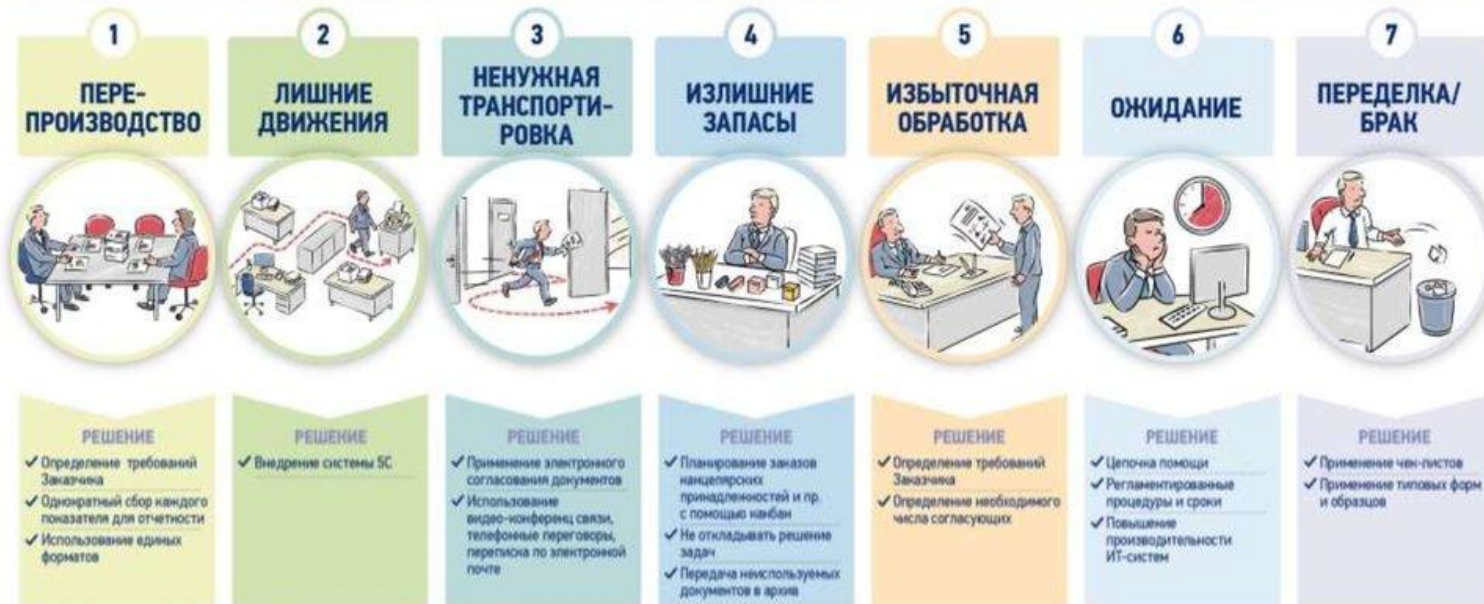 1
ПЕРЕ-
ПРОИЗВОДСТВО
2
ЛИШНИЕ
ДВИЖЕНИЯ
3
НЕНУЖНАЯ
ТРАНСПОРТИ-
РОВКА
4
ИЗЛИШНИЕ
ЗАПАСЫ
5
ИЗБЫТОЧНАЯ
ОБРАБОТКА
6
ОЖИДАНИЕ
7
ПЕРЕДЕЛКА/
БРАК
РЕШЕНИЕ
✓ Определение требований
Заказчика
✓ Однократный сбор каждого
показателя для отчетности
✓ Использование единых
форматов
РЕШЕНИЕ
✓ Внедрение системы 5С
РЕШЕНИЕ
✓ Применение электронного
согласования документов
✓ Использование
видео-конференц связи,
телефонные переговоры,
переписка по электронной
почте
РЕШЕНИЕ
✓ Планирование заказов
канцелярских
принадлежностей и пр.
с помощью канбан
✓ Не откладывать решение
задач
✓ Передача неиспользуемых
документов в архив
РЕШЕНИЕ
✓ Определение требований
Заказчика
✓ Определение необходимого
числа согласующих
РЕШЕНИЕ
✓ Цепочка помощи
✓ Регламентированные
процедуры и сроки
✓ Повышение
производительности
ИТ-систем
РЕШЕНИЕ
✓ Применение чек-листов
✓ Применение типовых форм
и образцов